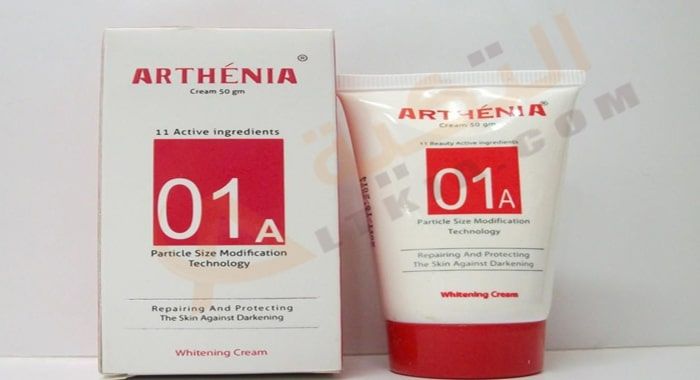 ARTHÉNIA ®
Cream 50 gm
11 Active ingredients
01A
Particle Size Modification
Technology
Repairing And Protecting
The Skin Against Darkening
Whitening Cream
ARTHÉNIA ®
Cream 50 gm
11 Beauty Active ingredients
01A
Particle Size Modification
Technology
Repairing And Protecting
The Skin Against Darkening
Whitening Cream